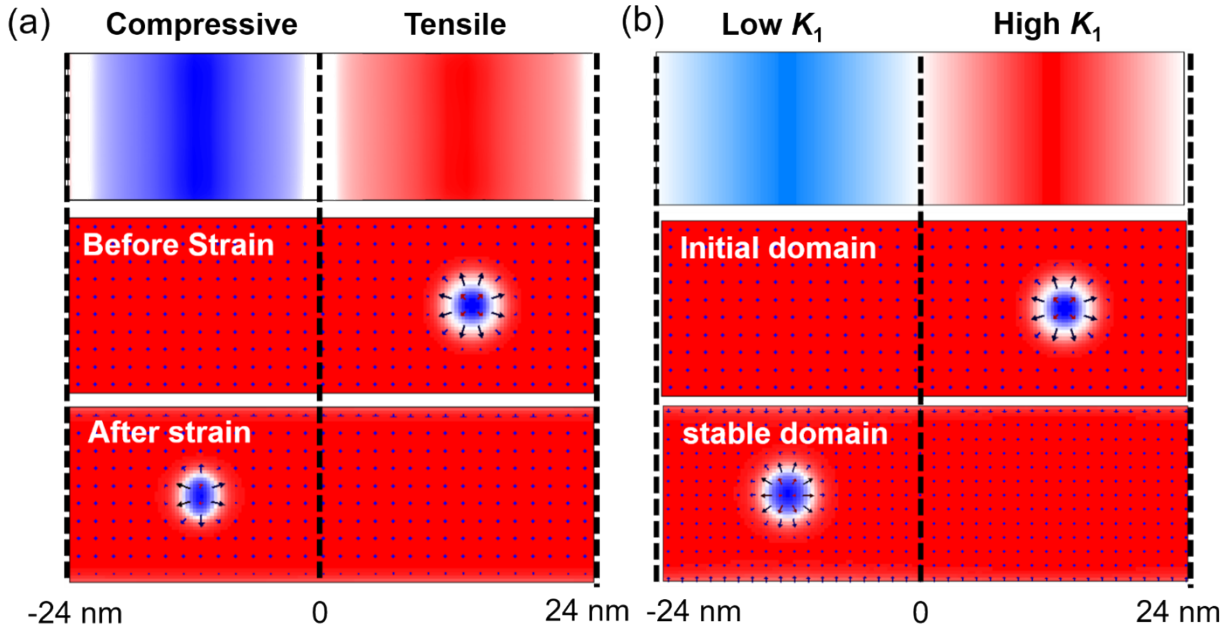 (a)
Compressive Tensile
Before Strain
After strain
-24 nm 0 24 nm
(b)
Low K₁ High K₁
Initial domain
stable domain
-24 nm 0 24 nm